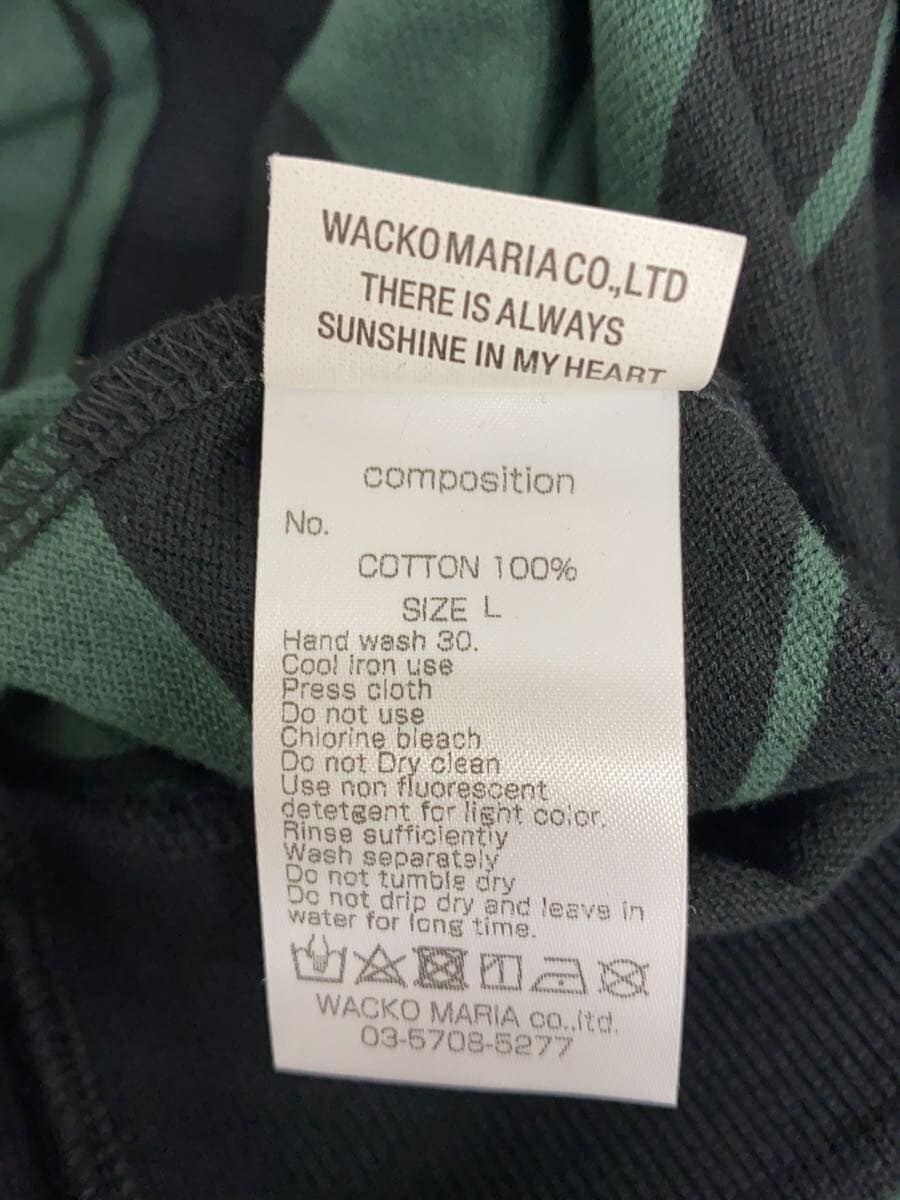 WACKO MARIA CO.,LTD
THERE IS ALWAYS
SUNSHINE IN MY HEART
composition
No.
COTTON 100%
SIZE L
Hand wash 30.
Cool iron use
Press cloth
Do not use
Chlorine bleach
Do not Dry clean
Use non fluorescent
detetgent for light color.
Rinse sufficiently
Wash separately
Do not tumble dry
Do not drip dry and leave in
water for long time.
WACKO MARIA co.,ltd.
03-5708-5277